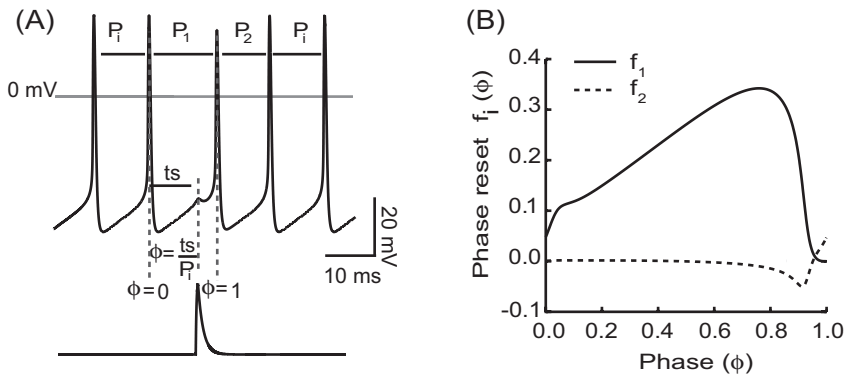 (A)
Pᵢ P₁ P₂ Pᵢ
0 mV
ts
ϕ=ts/Pᵢ
20 mV
10 ms
ϕ=0 ϕ=1
(B)
f₁
f₂
Phase reset fᵢ(ϕ)
0.4
0.3
0.2
0.1
0.0
-0.1
0.0 0.2 0.4 0.6 0.8 1.0
Phase (ϕ)